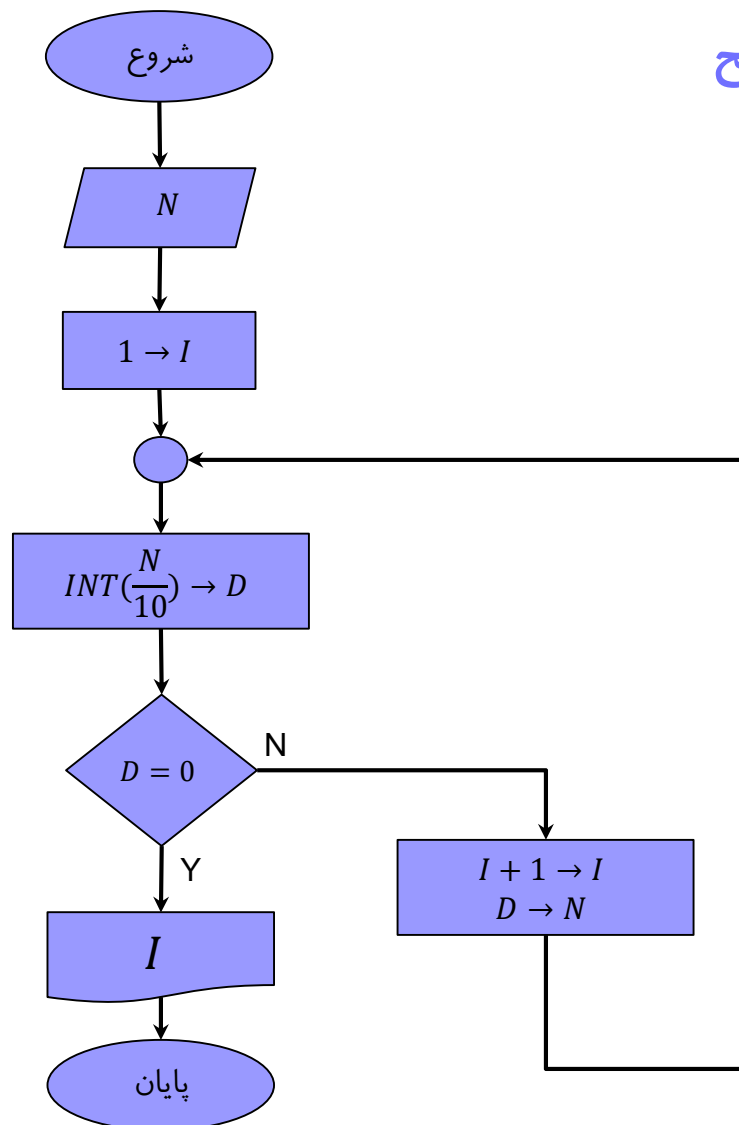 شروع
N
1 → I
INT(N/10) → D
D = 0
N
Y
I + 1 → I
D → N
I
پایان